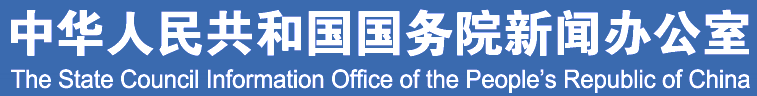 中华人民共和国国务院新闻办公室
The State Council Information Office of the People’s Republic of China